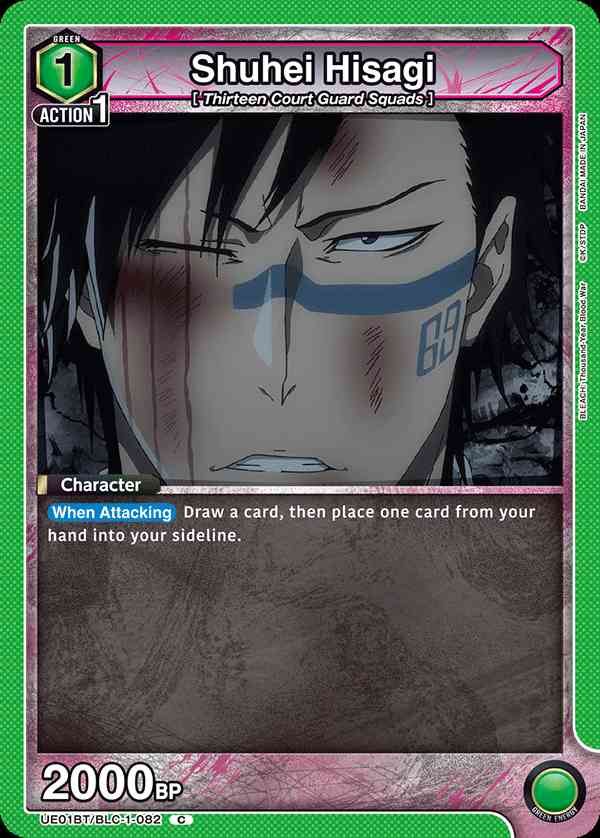 GREEN
1
ACTION 1
Shuhei Hisagi
[ Thirteen Court Guard Squads ]
BLEACH: Thousand-Year Blood War ©K/STDP BANDAI MADE IN JAPAN
69
Character
When Attacking Draw a card, then place one card from your
hand into your sideline.
2000BP
UE01BT/BLC-1-082 C
GREEN ENERGY